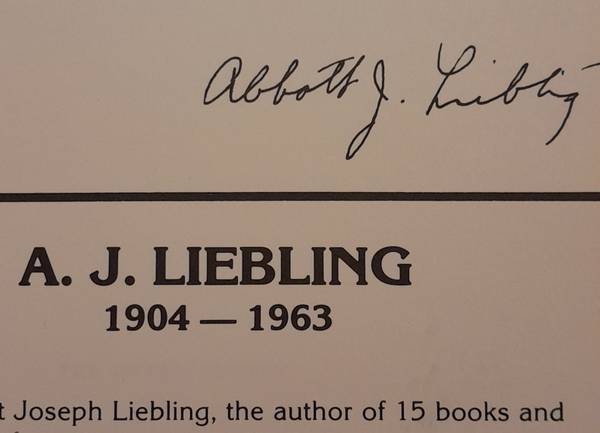 Abbott J. Liebling
A. J. LIEBLING
1904 — 1963
t Joseph Liebling, the author of 15 books and